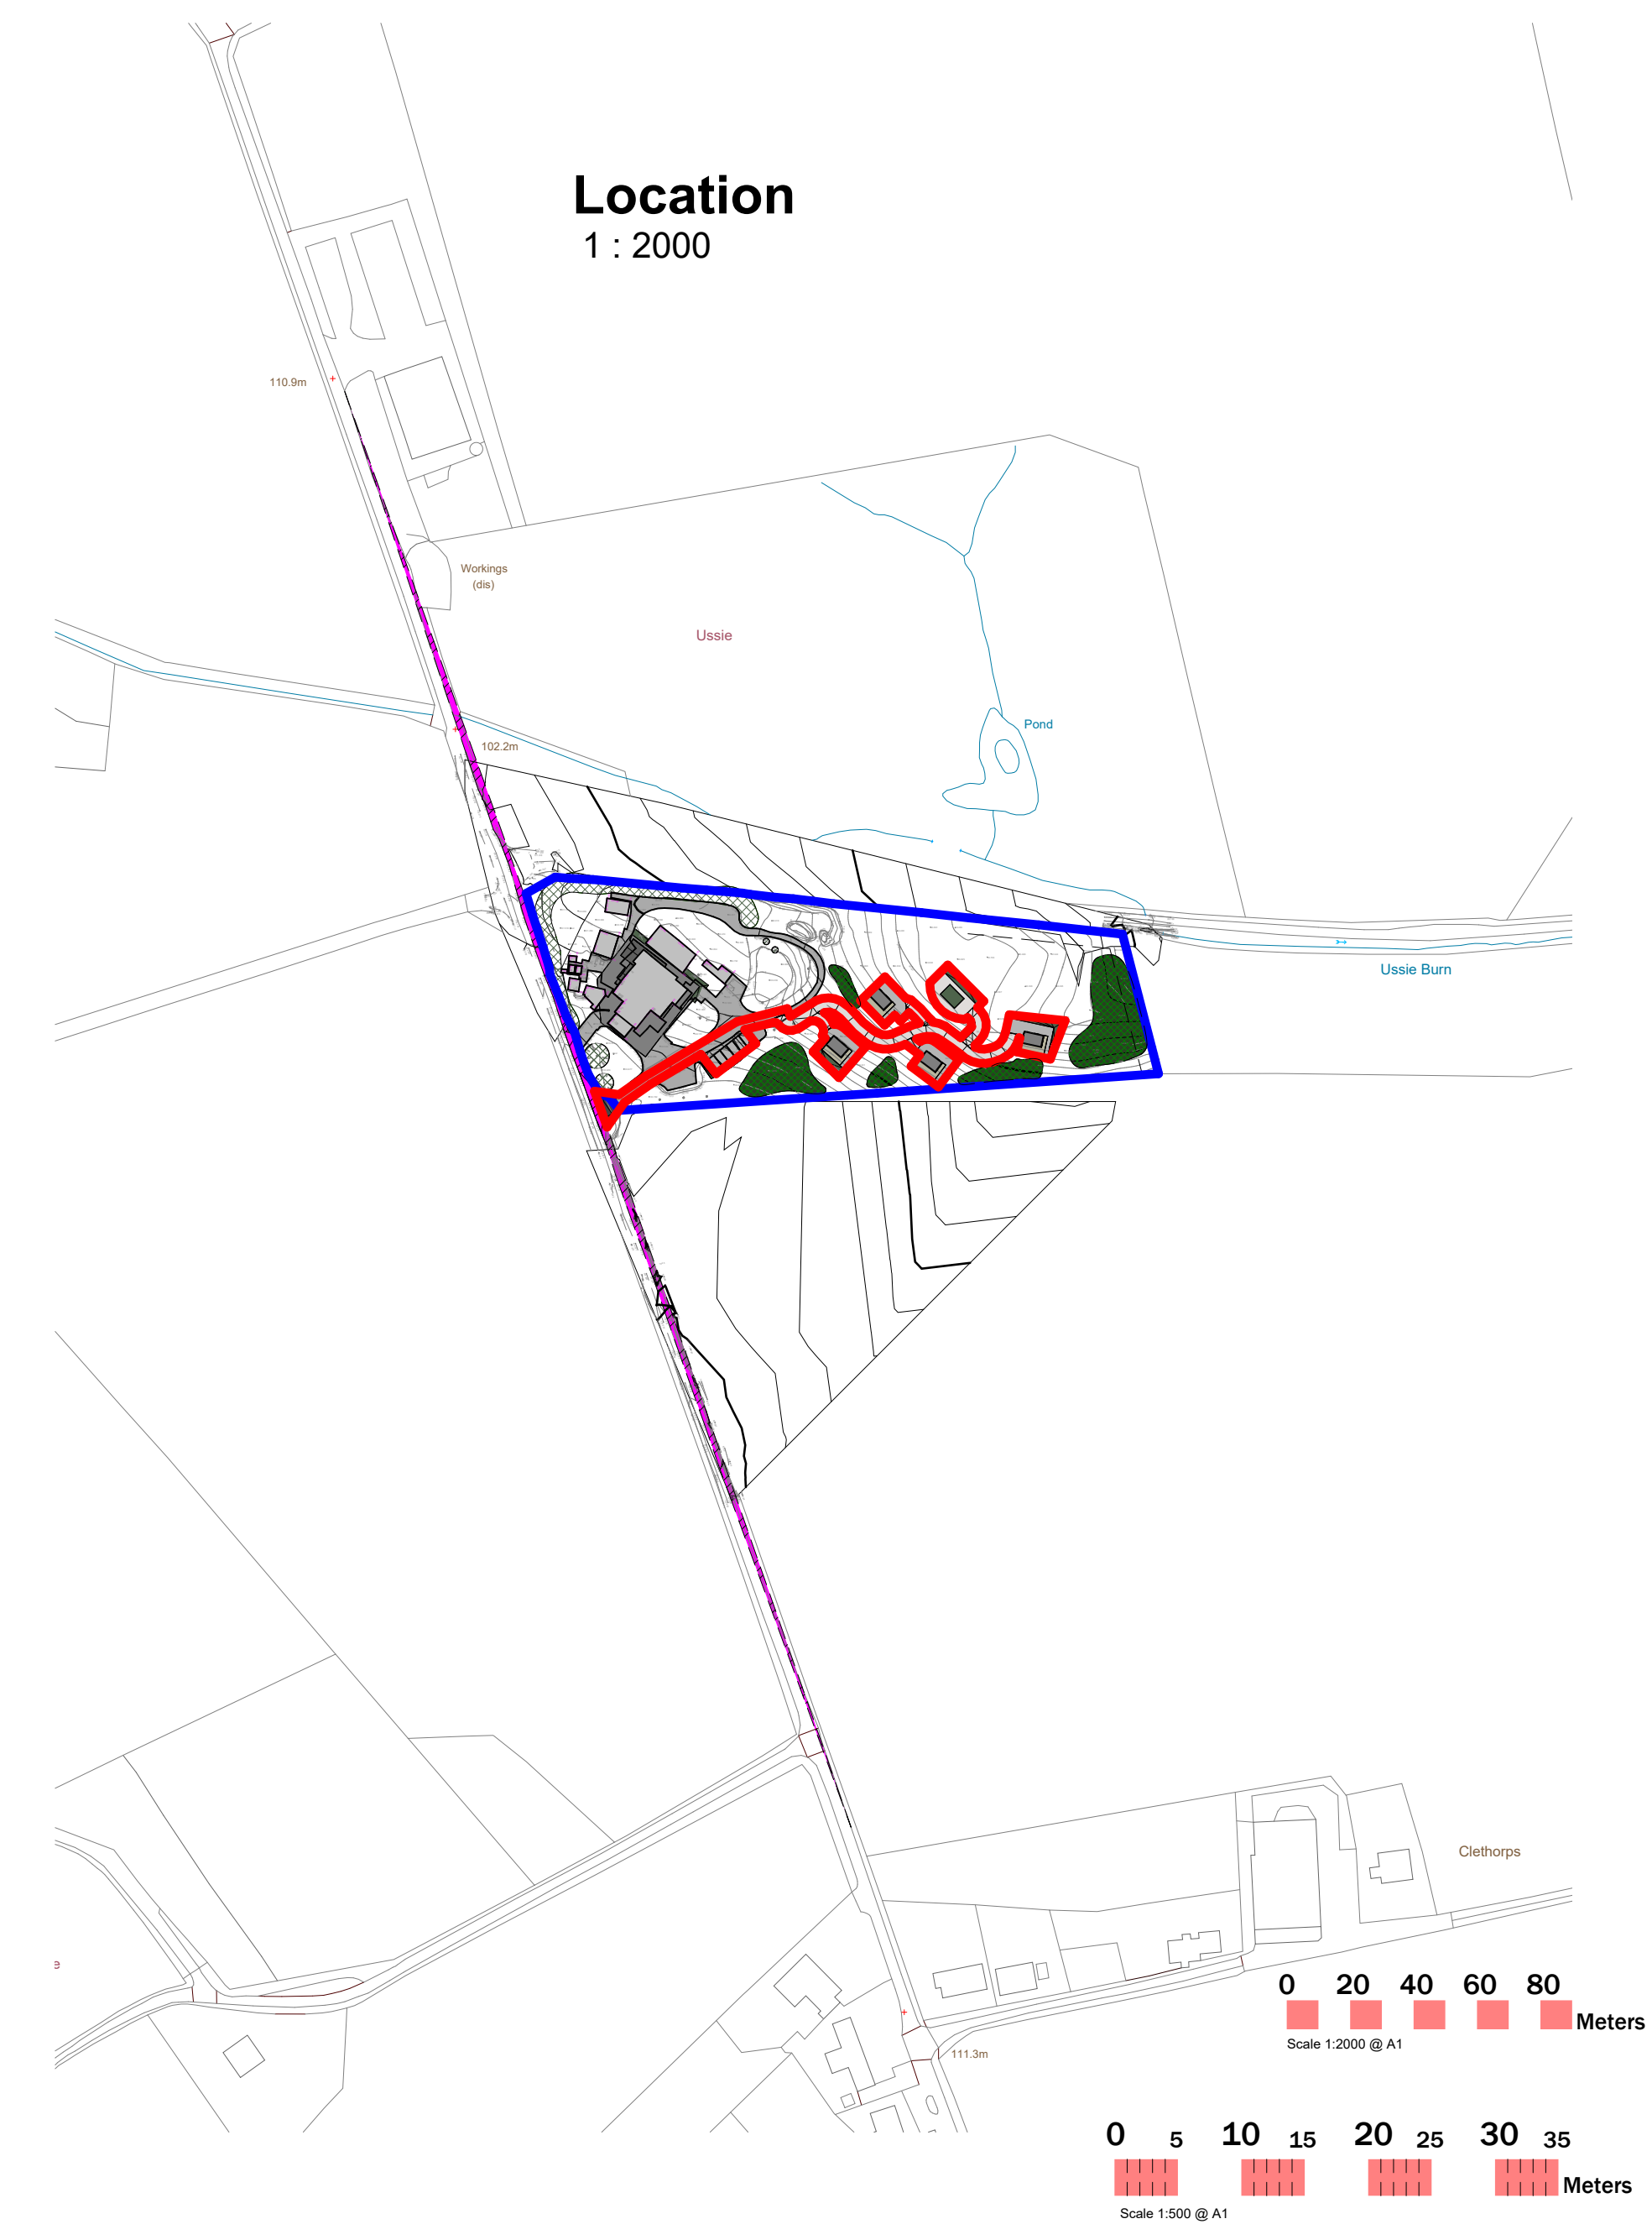 Location
1 : 2000
110.9m
Workings
(dis)
Ussie
Pond
102.2m
Ussie Burn
Clethorps
e
0 20 40 60 80
Meters
Scale 1:2000 @ A1
111.3m
0 5 10 15 20 25 30 35
Meters
Scale 1:500 @ A1